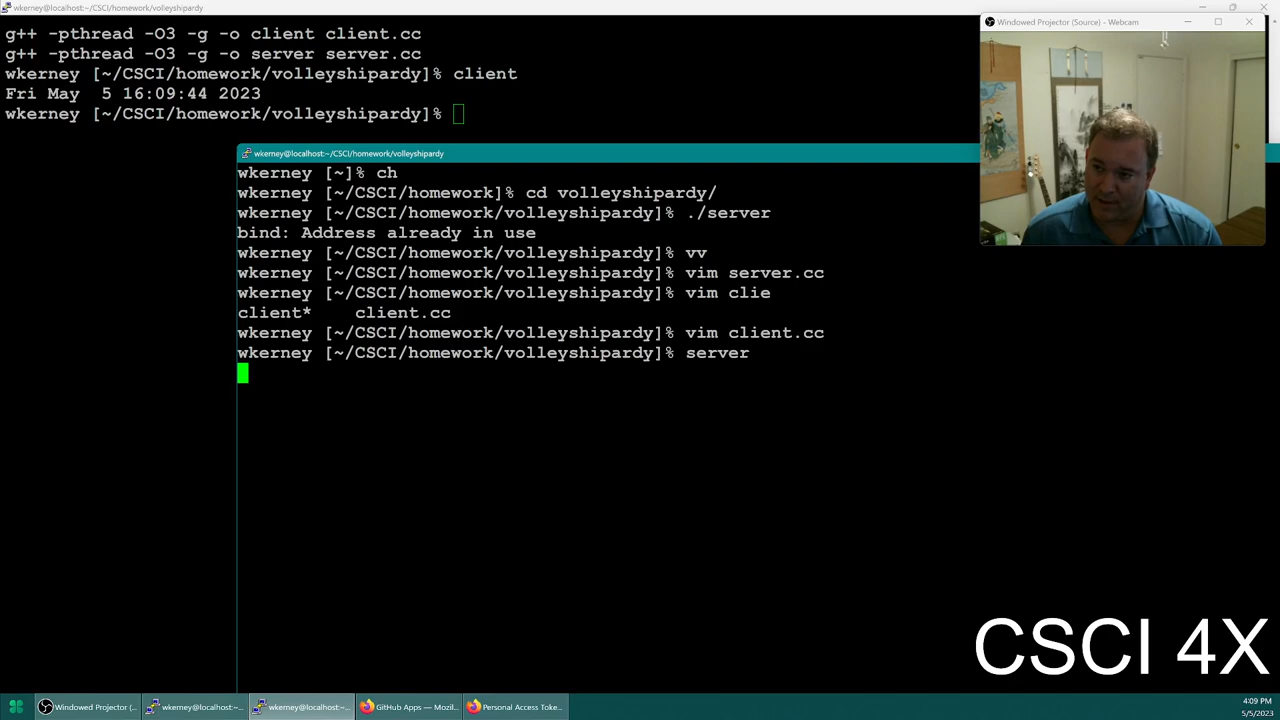 wkerney@localhost:~/CSCI/homework/volleyshipardy
g++ -pthread -O3 -g -o client client.cc
g++ -pthread -O3 -g -o server server.cc
wkerney [~/CSCI/homework/volleyshipardy]% client
Fri May  5 16:09:44 2023
wkerney [~/CSCI/homework/volleyshipardy]%
Windowed Projector (Source) - Webcam
wkerney@localhost:~/CSCI/homework/volleyshipardy
wkerney [~]% ch
wkerney [~/CSCI/homework]% cd volleyshipardy/
wkerney [~/CSCI/homework/volleyshipardy]% ./server
bind: Address already in use
wkerney [~/CSCI/homework/volleyshipardy]% vv
wkerney [~/CSCI/homework/volleyshipardy]% vim server.cc
wkerney [~/CSCI/homework/volleyshipardy]% vim clie
client*    client.cc
wkerney [~/CSCI/homework/volleyshipardy]% vim client.cc
wkerney [~/CSCI/homework/volleyshipardy]% server
CSCI 4X
Windowed Projector (... wkerney@localhost:~... wkerney@localhost:~... GitHub Apps — Mozil... Personal Access Toke...
4:09 PM
5/5/2023